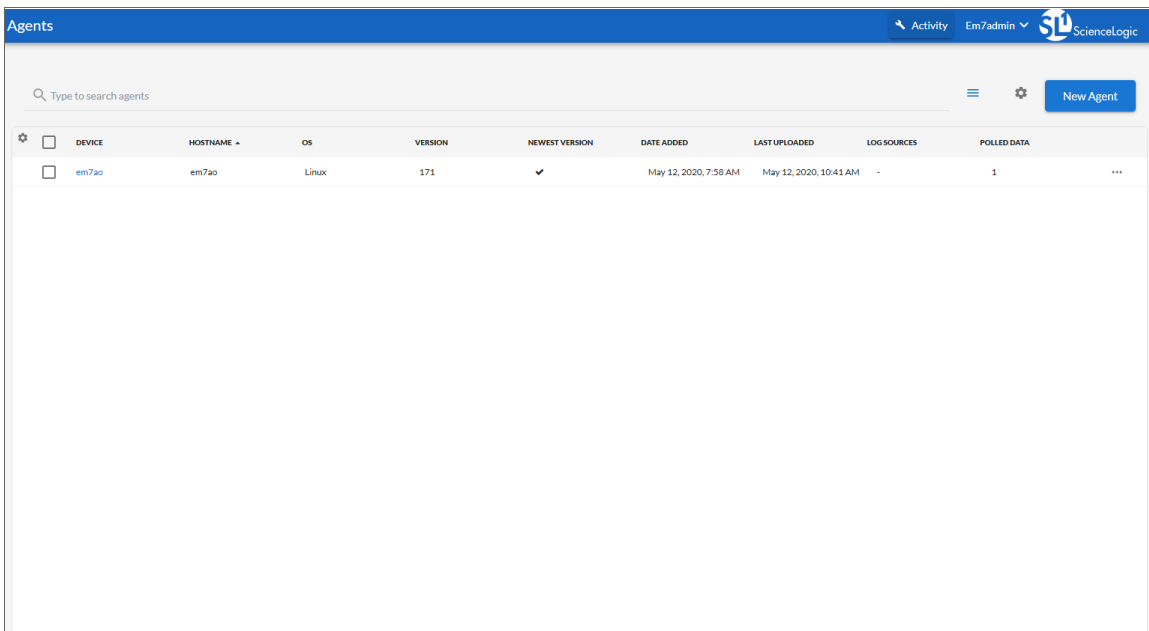 Agents Activity Em7admin SL1 ScienceLogic
Type to search agents New Agent
DEVICE HOSTNAME OS VERSION NEWEST VERSION DATE ADDED LAST UPLOADED LOG SOURCES POLLED DATA
em7ao em7ao Linux 171 May 12, 2020, 7:58 AM May 12, 2020, 10:41 AM - 1 ...